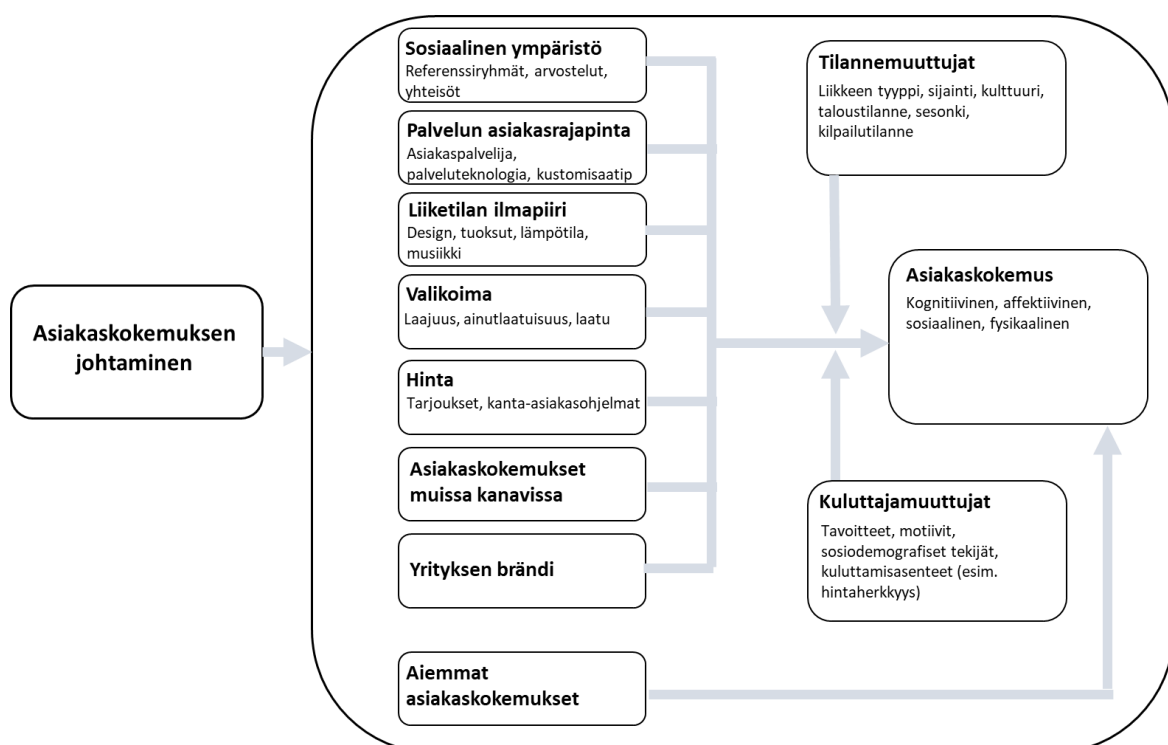 Asiakaskokemuksen
johtaminen
Sosiaalinen ympäristö
Referenssiryhmät, arvostelut,
yhteisöt
Palvelun asiakasrajapinta
Asiakaspalvelija,
palveluteknologia, kustomisaatip
Liiketilan ilmapiiri
Design, tuoksut, lämpötila,
musiikki
Valikoima
Laajuus, ainutlaatuisuus, laatu
Hinta
Tarjoukset, kanta-asiakasohjelmat
Asiakaskokemukset
muissa kanavissa
Yrityksen brändi
Aiemmat
asiakaskokemukset
Tilannemuuttujat
Liikkeen tyyppi, sijainti, kulttuuri,
taloustilanne, sesonki,
kilpailutilanne
Asiakaskokemus
Kognitiivinen, affektiivinen,
sosiaalinen, fysikaalinen
Kuluttajamuuttujat
Tavoitteet, motiivit,
sosiodemografiset tekijät,
kuluttamisasenteet (esim.
hintaherkkyys)